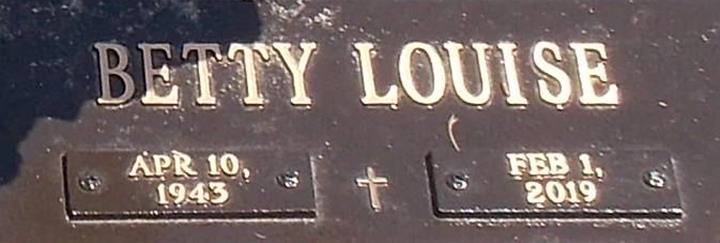 BETTY LOUISE
APR 10,
1943
FEB 1,
2019